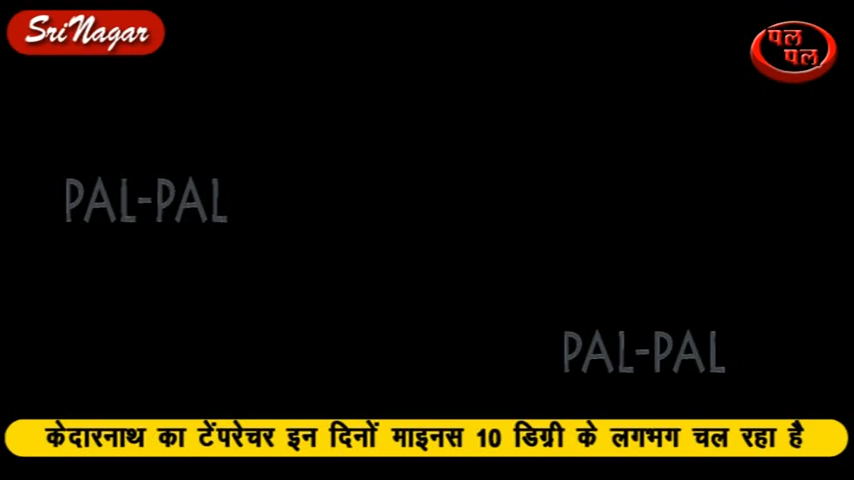 SriNagar
पल
पल
PAL-PAL
PAL-PAL
केदारनाथ का टेंपरेचर इन दिनों माइनस 10 डिग्री के लगभग चल रहा है